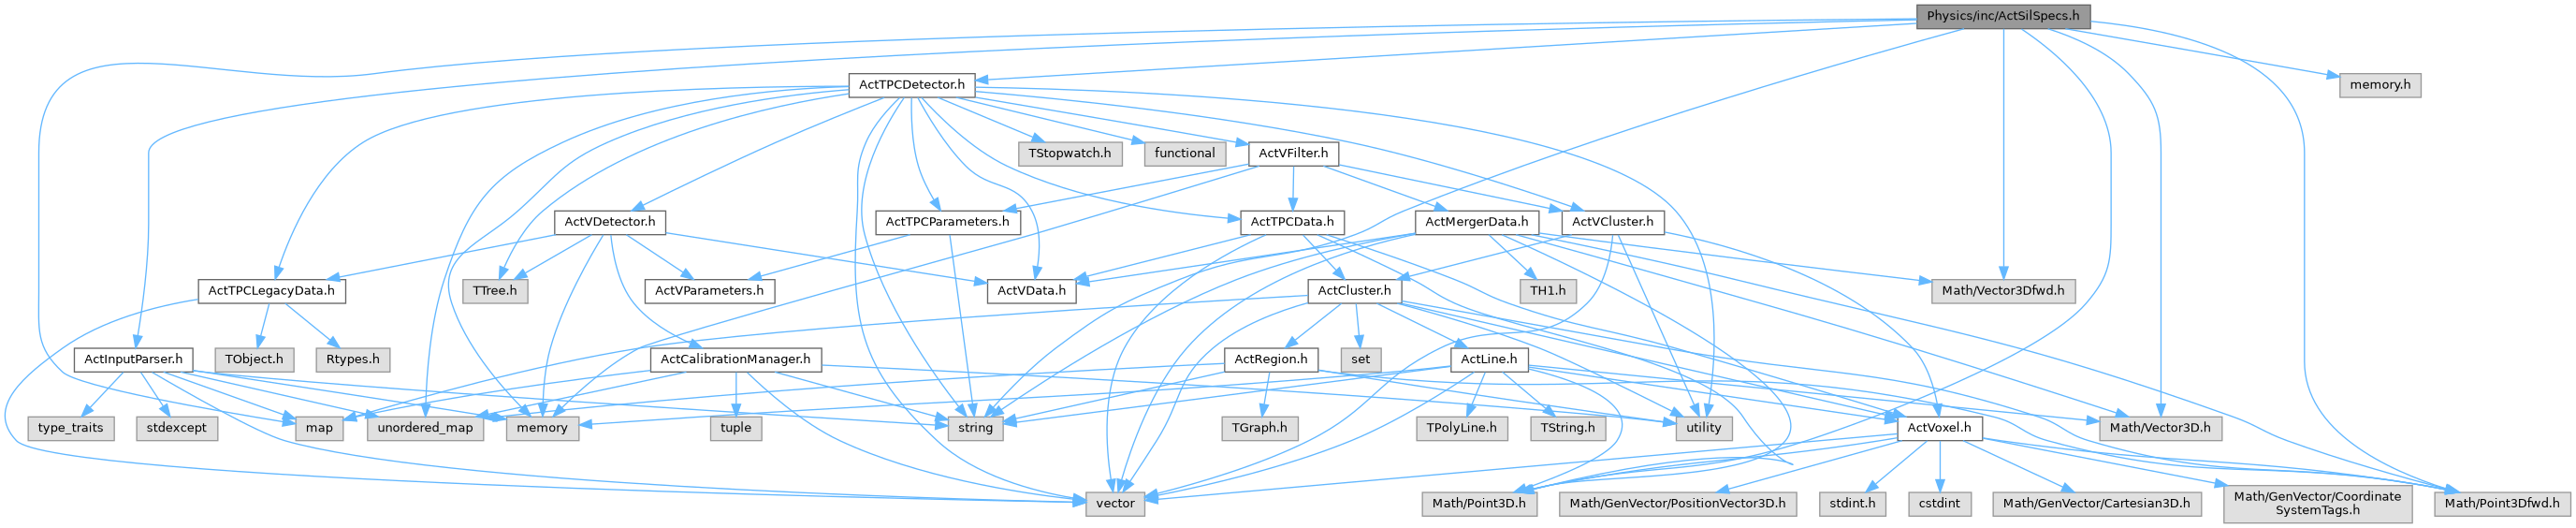 Physics/inc/ActSilSpecs.h
ActTPCDetector.h
memory.h
TStopwatch.h
functional
ActVFilter.h
ActVDetector.h
ActTPCParameters.h
ActTPCData.h
ActMergerData.h
ActVCluster.h
ActTPCLegacyData.h
TTree.h
ActVParameters.h
ActVData.h
ActCluster.h
TH1.h
Math/Vector3Dfwd.h
ActInputParser.h
TObject.h
Rtypes.h
ActCalibrationManager.h
ActRegion.h
set
ActLine.h
type_traits
stdexcept
map
unordered_map
memory
tuple
string
TGraph.h
TPolyLine.h
TString.h
utility
ActVoxel.h
Math/Vector3D.h
vector
Math/Point3D.h
Math/GenVector/PositionVector3D.h
stdint.h
cstdint
Math/GenVector/Cartesian3D.h
Math/GenVector/Coordinate
SystemTags.h
Math/Point3Dfwd.h